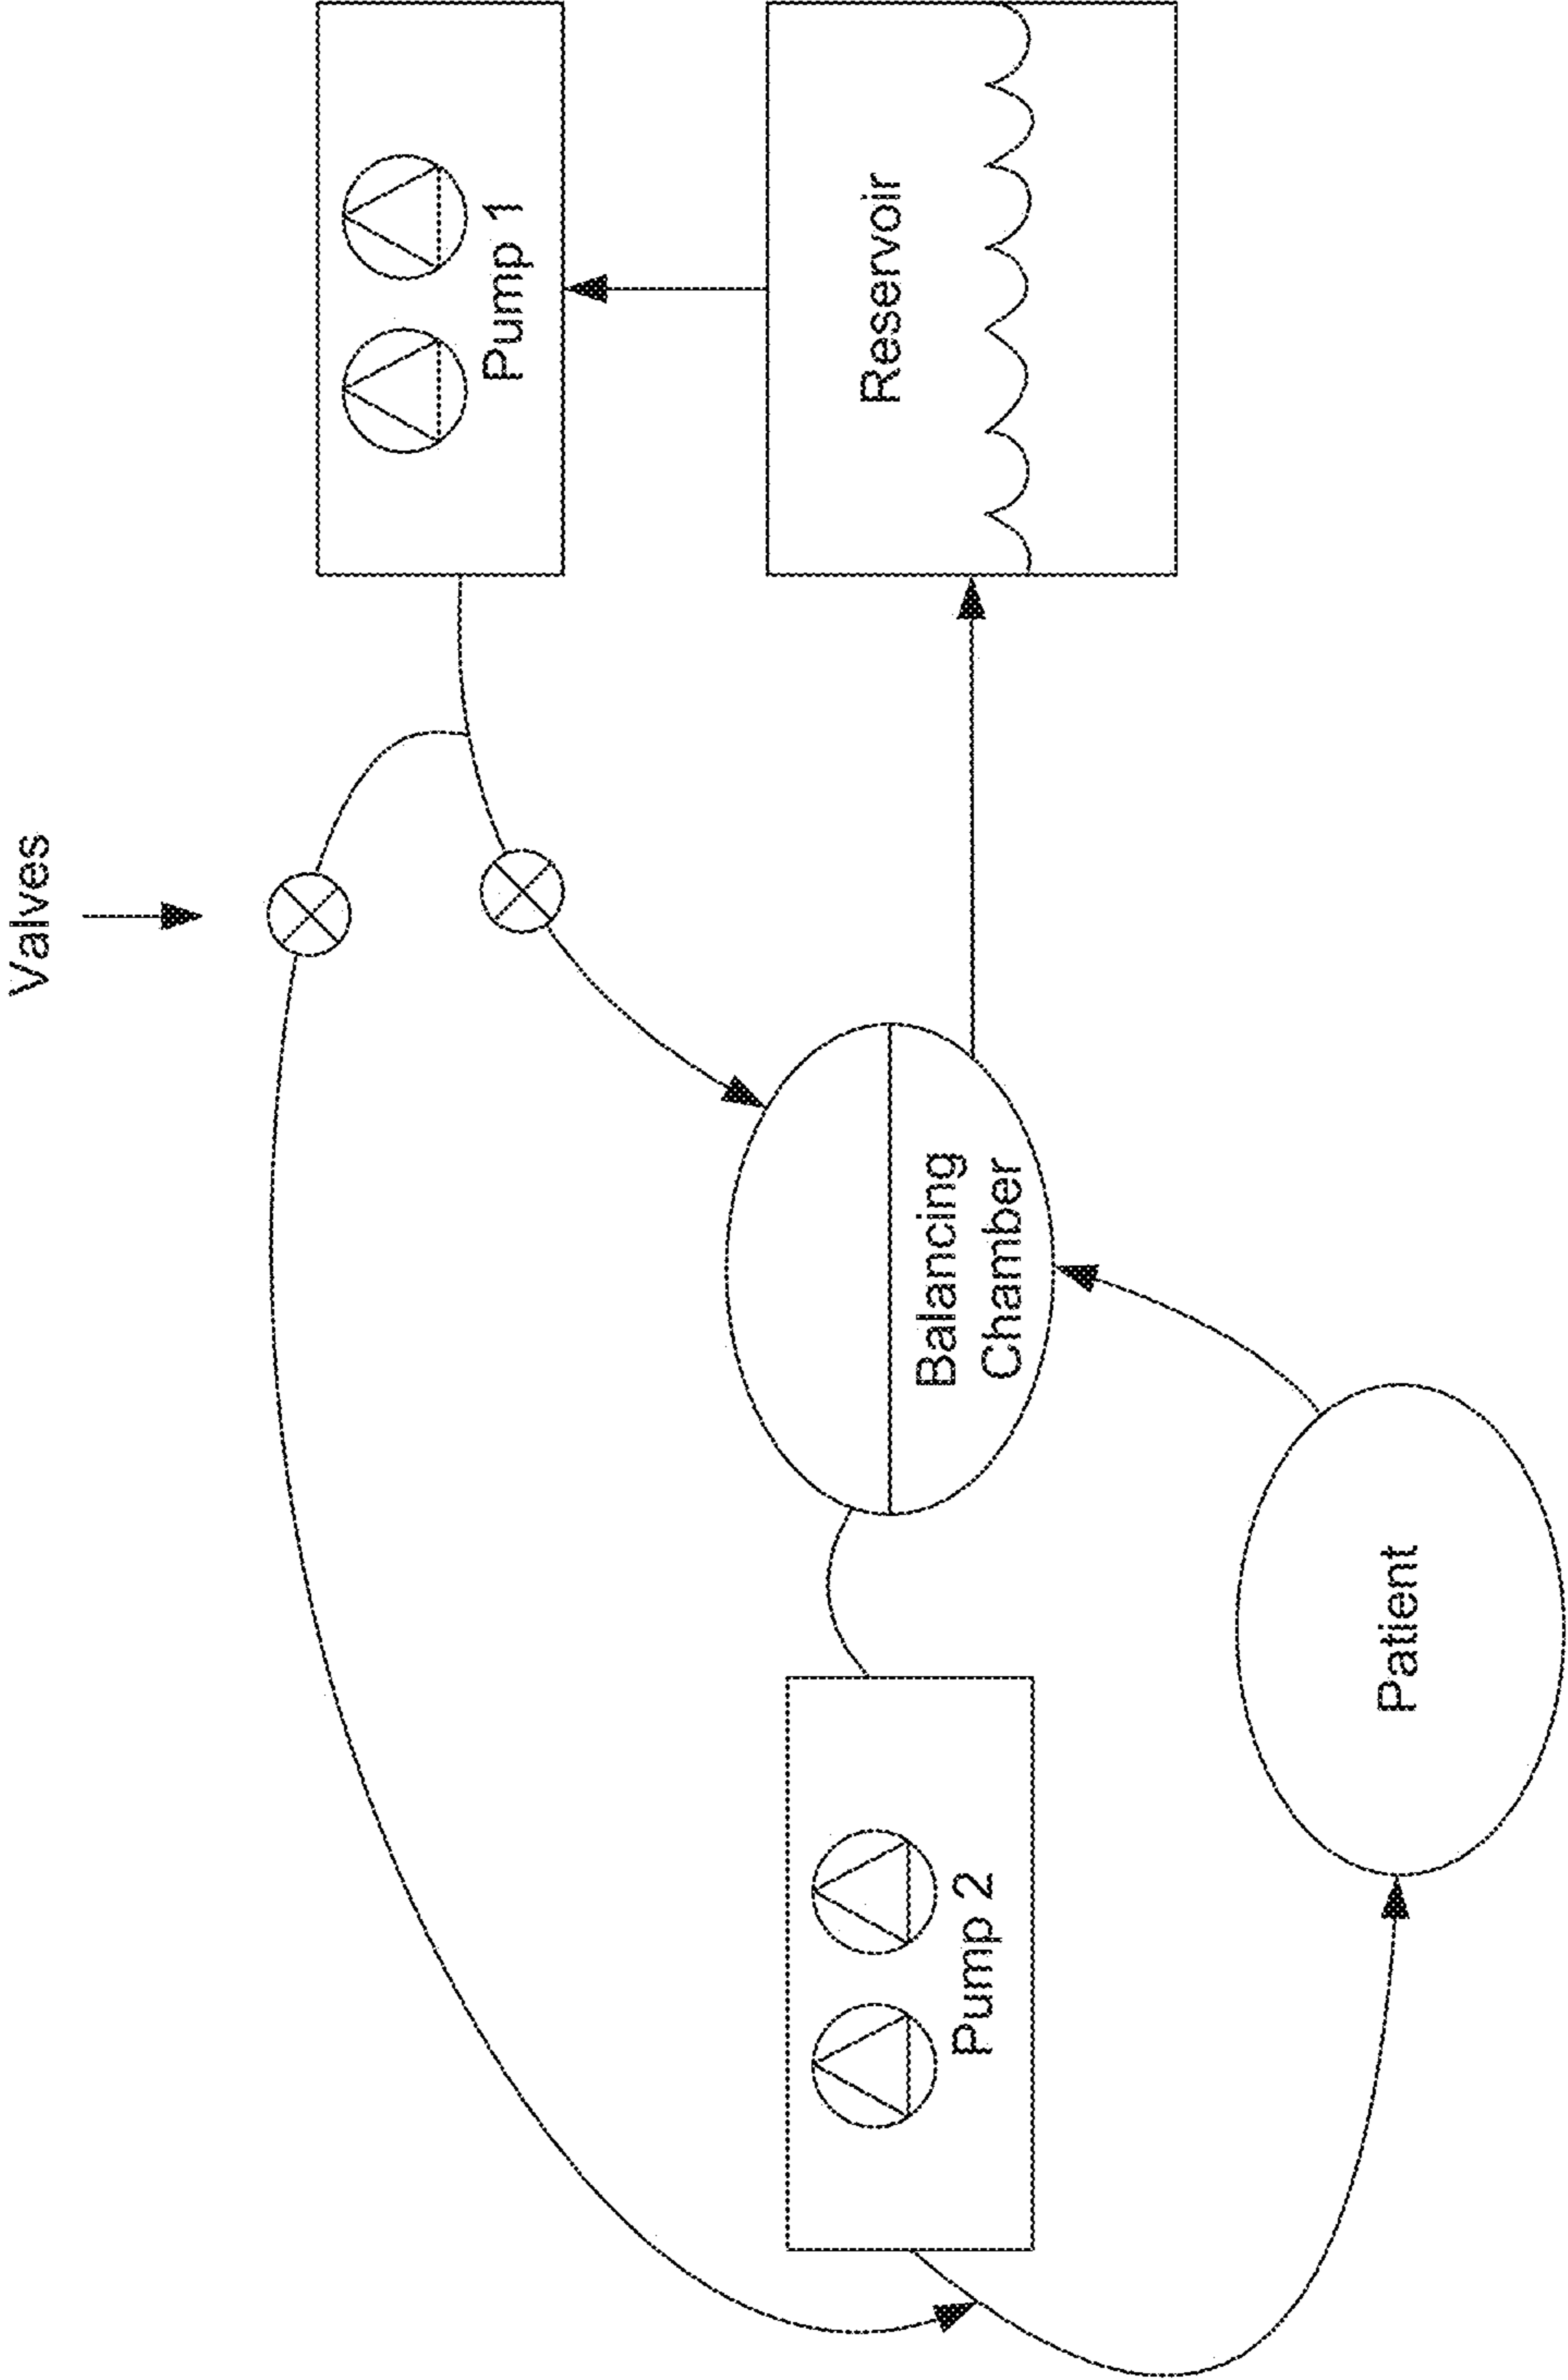 Valves
Pump 1
Reservoir
Balancing
Chamber
Pump 2
Patient